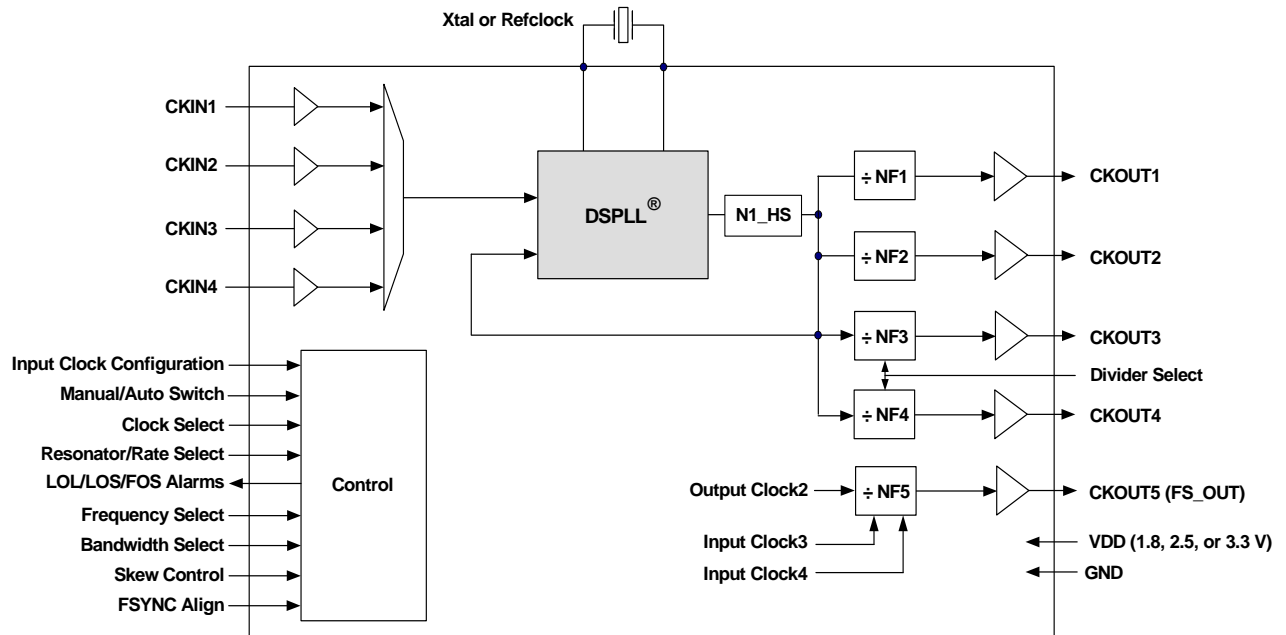 Xtal or Refclock
CKIN1
CKIN2
CKIN3
CKIN4
DSPLL®
N1_HS
÷ NF1
÷ NF2
÷ NF3
÷ NF4
÷ NF5
CKOUT1
CKOUT2
CKOUT3
Divider Select
CKOUT4
CKOUT5 (FS_OUT)
VDD (1.8, 2.5, or 3.3 V)
GND
Output Clock2
Input Clock3
Input Clock4
Input Clock Configuration
Manual/Auto Switch
Clock Select
Resonator/Rate Select
LOL/LOS/FOS Alarms
Frequency Select
Bandwidth Select
Skew Control
FSYNC Align
Control